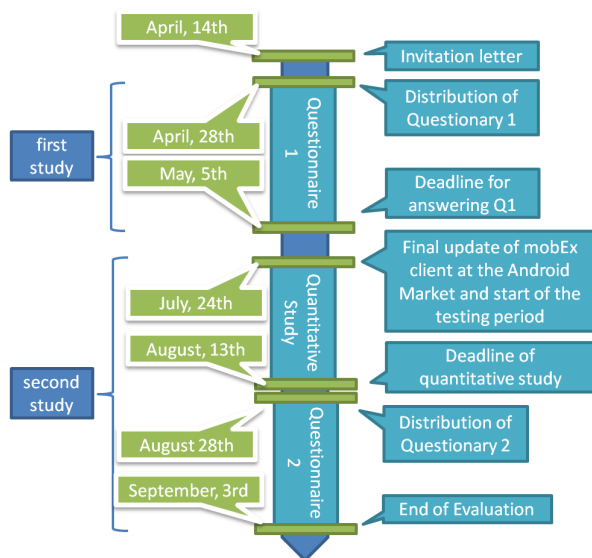 April, 14th
Invitation letter
Distribution of
Questionary 1
first
study
April, 28th
Questionnaire
1
May, 5th
Deadline for
answering Q1
Final update of mobEx
client at the Android
Market and start of the
testing period
July, 24th
Quantitative
Study
August, 13th
Deadline of
quantitative study
second
study
Distribution of
Questionary 2
August 28th
Questionnaire
2
September, 3rd
End of Evaluation